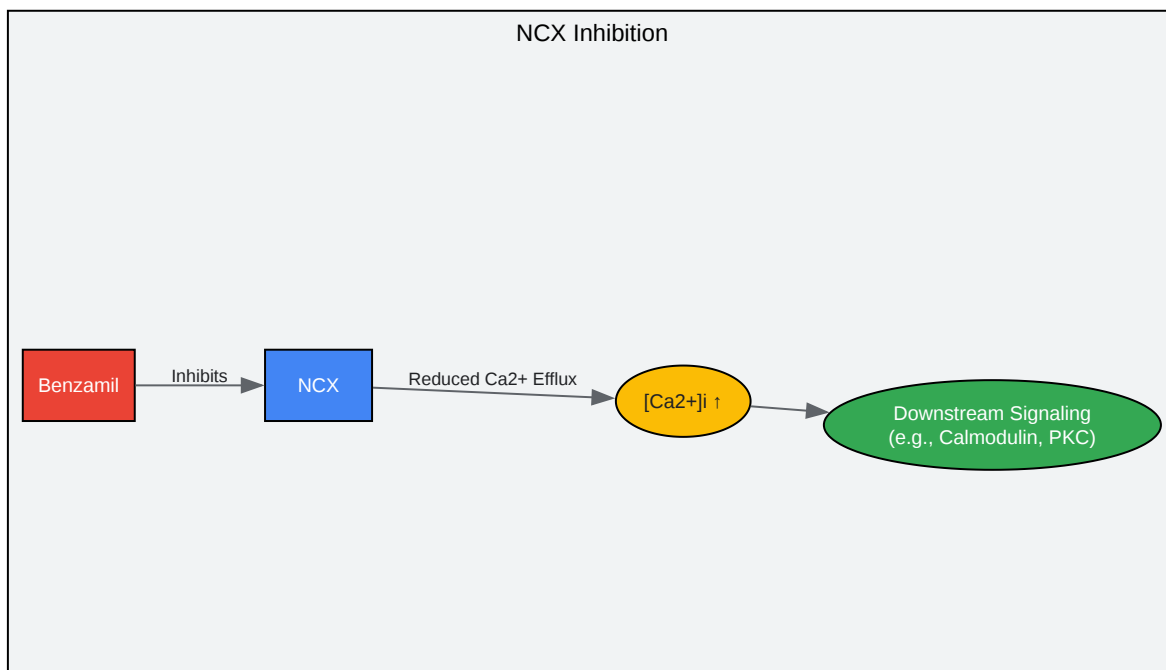 NCX Inhibition
Benzamil
Inhibits
NCX
Reduced Ca2+ Efflux
[Ca2+]i ↑
Downstream Signaling
(e.g., Calmodulin, PKC)